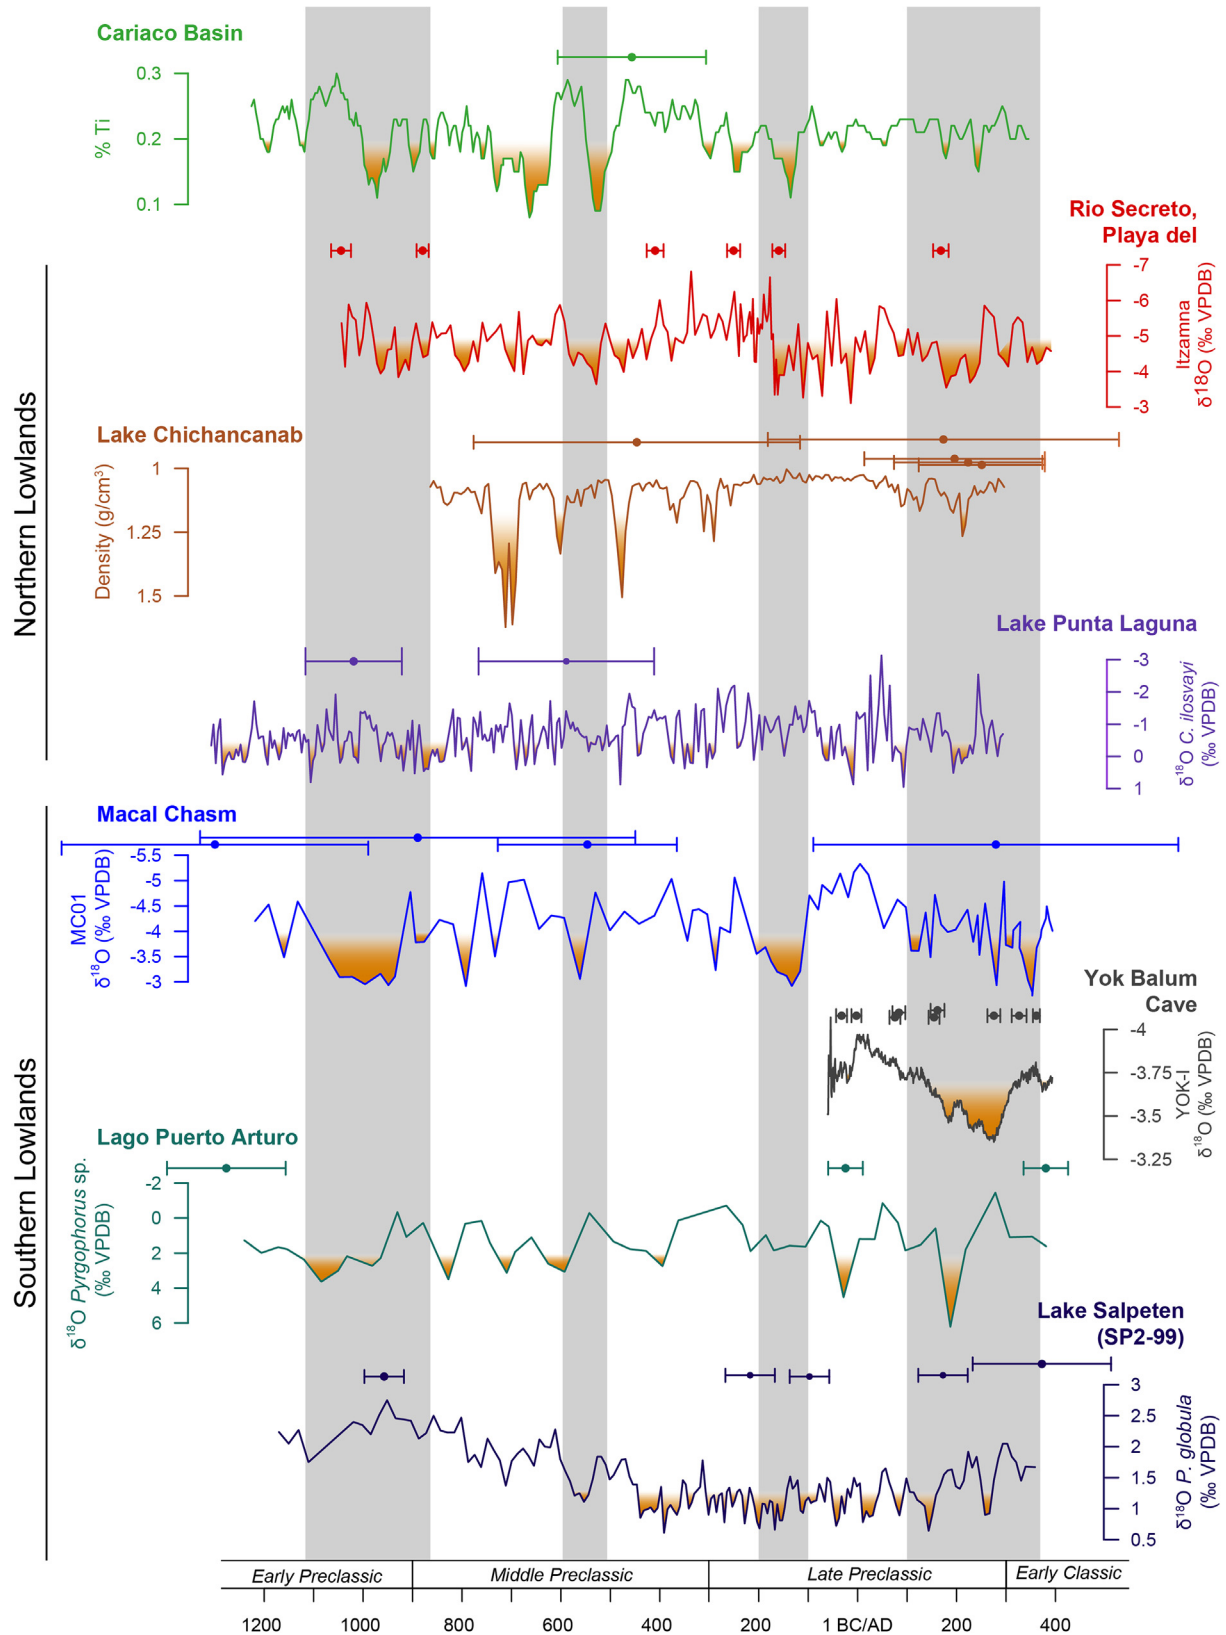 Cariaco Basin
0.3
0.2
0.1
% Ti
Rio Secreto,
Playa del
-7
-6
-5
-4
-3
Itzamna
δ18O (‰ VPDB)
Northern Lowlands
Lake Chichancanab
1
1.25
1.5
Density (g/cm³)
Lake Punta Laguna
-3
-2
-1
0
1
δ¹⁸O C. ilosvayi
(‰ VPDB)
Macal Chasm
-5.5
-5
-4.5
-4
-3.5
-3
MC01
δ¹⁸O (‰ VPDB)
Yok Balum
Cave
-4
-3.75
-3.5
-3.25
YOK-I
δ¹⁸O (‰ VPDB)
Southern Lowlands
Lago Puerto Arturo
-2
0
2
4
6
δ¹⁸O Pyrgophorus sp.
(‰ VPDB)
Lake Salpeten
(SP2-99)
3
2.5
2
1.5
1
0.5
δ¹⁸O P. globula
(‰ VPDB)
Early Preclassic Middle Preclassic Late Preclassic Early Classic
1200 1000 800 600 400 200 1 BC/AD 200 400